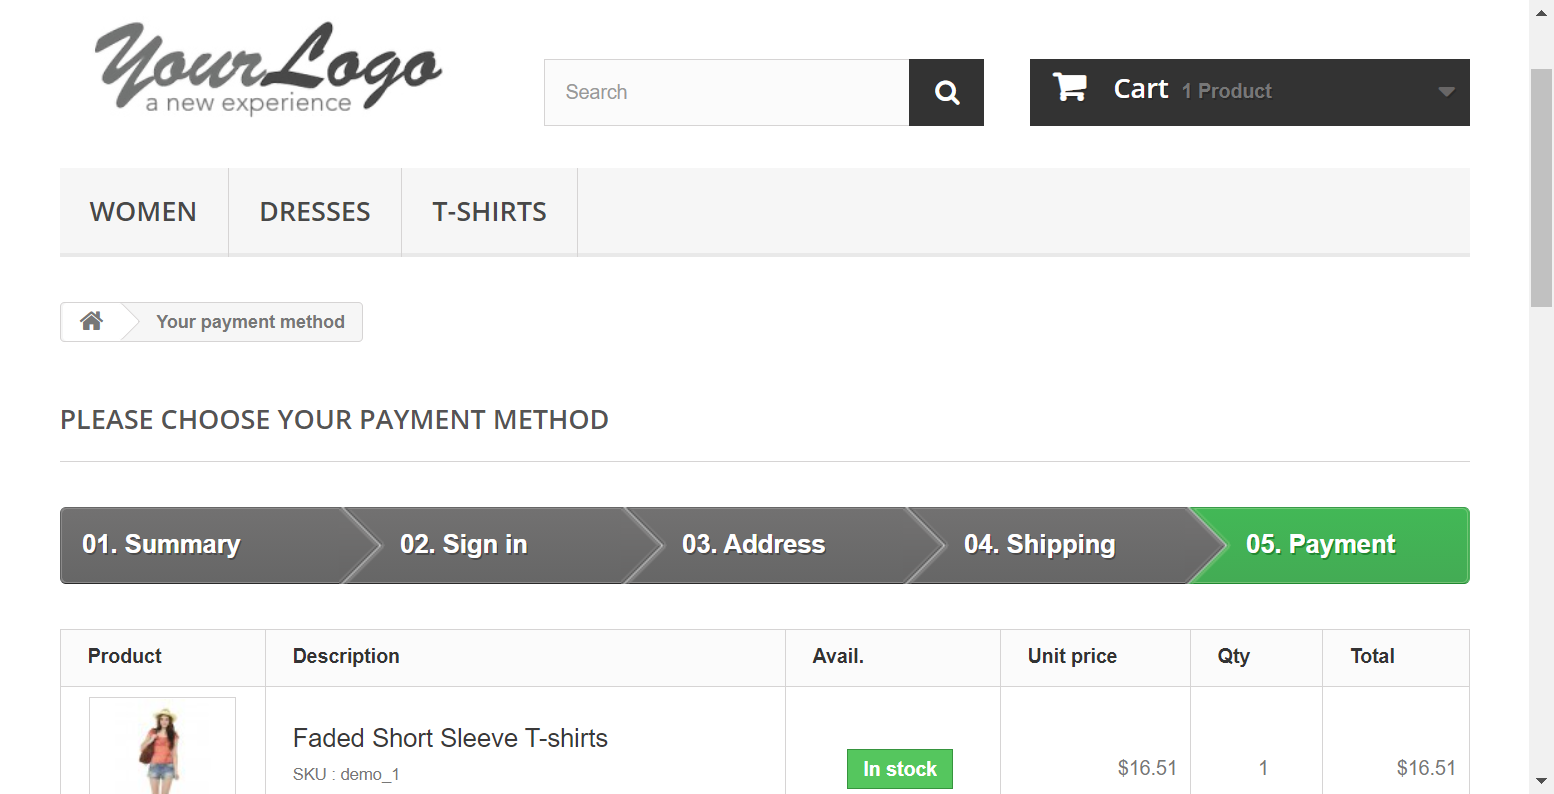 YourLogo
a new experience
Search
Cart 1 Product
WOMEN DRESSES T-SHIRTS
Your payment method
PLEASE CHOOSE YOUR PAYMENT METHOD
01. Summary 02. Sign in 03. Address 04. Shipping 05. Payment
Product Description Avail. Unit price Qty Total
Faded Short Sleeve T-shirts
SKU : demo_1
In stock $16.51 1 $16.51